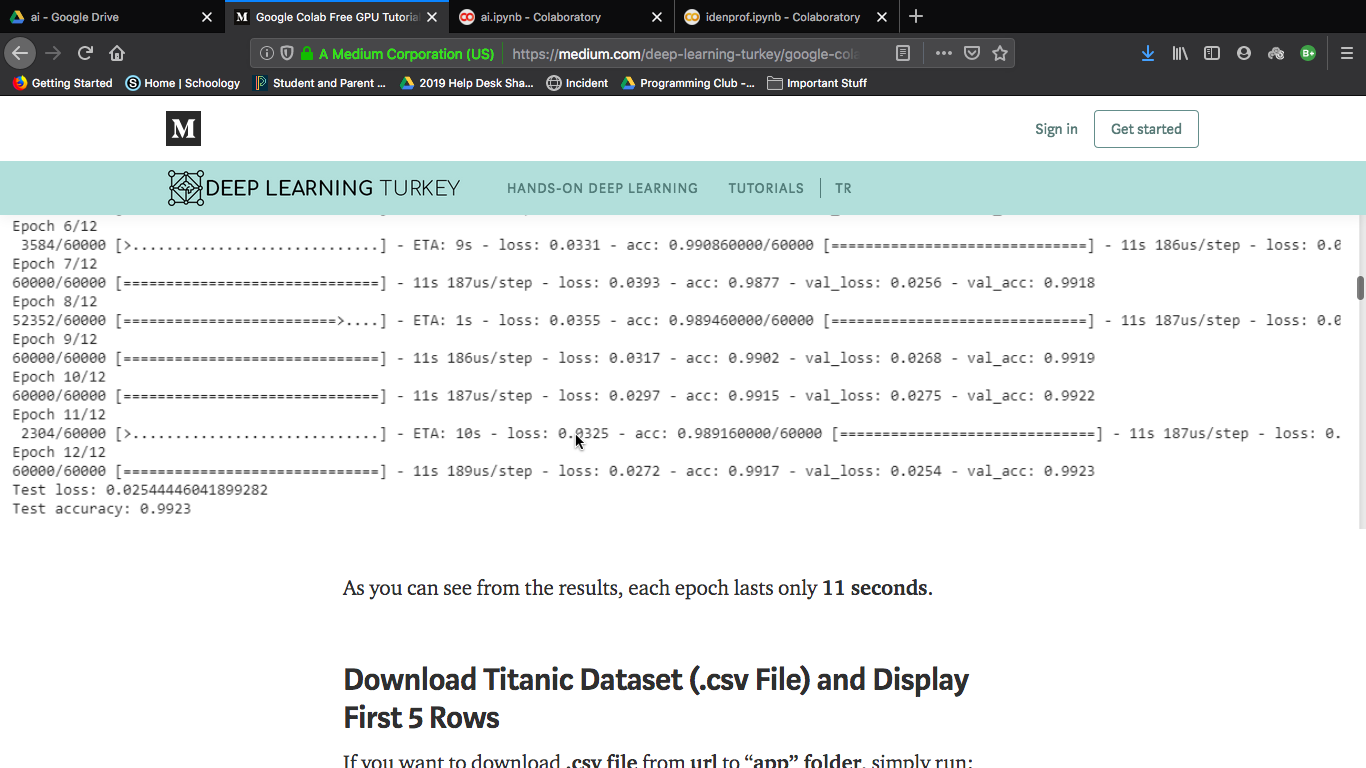 ai - Google Drive
Google Colab Free GPU Tutorial
ai.ipynb - Colaboratory
idenprof.ipynb - Colaboratory
A Medium Corporation (US)
https://medium.com/deep-learning-turkey/google-cola
B+
Getting Started
Home | Schoology
Student and Parent ...
2019 Help Desk Sha...
Incident
Programming Club -...
Important Stuff
M
Sign in
Get started
DEEP LEARNING TURKEY
HANDS-ON DEEP LEARNING
TUTORIALS
TR
Epoch 6/12
3584/60000 [>.............................] - ETA: 9s - loss: 0.0331 - acc: 0.990860000/60000 [==============================] - 11s 186us/step - loss: 0.0
Epoch 7/12
60000/60000 [==============================] - 11s 187us/step - loss: 0.0393 - acc: 0.9877 - val_loss: 0.0256 - val_acc: 0.9918
Epoch 8/12
52352/60000 [=========================>....] - ETA: 1s - loss: 0.0355 - acc: 0.989460000/60000 [==============================] - 11s 187us/step - loss: 0.0
Epoch 9/12
60000/60000 [==============================] - 11s 186us/step - loss: 0.0317 - acc: 0.9902 - val_loss: 0.0268 - val_acc: 0.9919
Epoch 10/12
60000/60000 [==============================] - 11s 187us/step - loss: 0.0297 - acc: 0.9915 - val_loss: 0.0275 - val_acc: 0.9922
Epoch 11/12
2304/60000 [>.............................] - ETA: 10s - loss: 0.0325 - acc: 0.989160000/60000 [==============================] - 11s 187us/step - loss: 0.
Epoch 12/12
60000/60000 [==============================] - 11s 189us/step - loss: 0.0272 - acc: 0.9917 - val_loss: 0.0254 - val_acc: 0.9923
Test loss: 0.02544446041899282
Test accuracy: 0.9923
As you can see from the results, each epoch lasts only 11 seconds.
Download Titanic Dataset (.csv File) and Display
First 5 Rows
If you want to download .csv file from url to “app” folder, simply run: